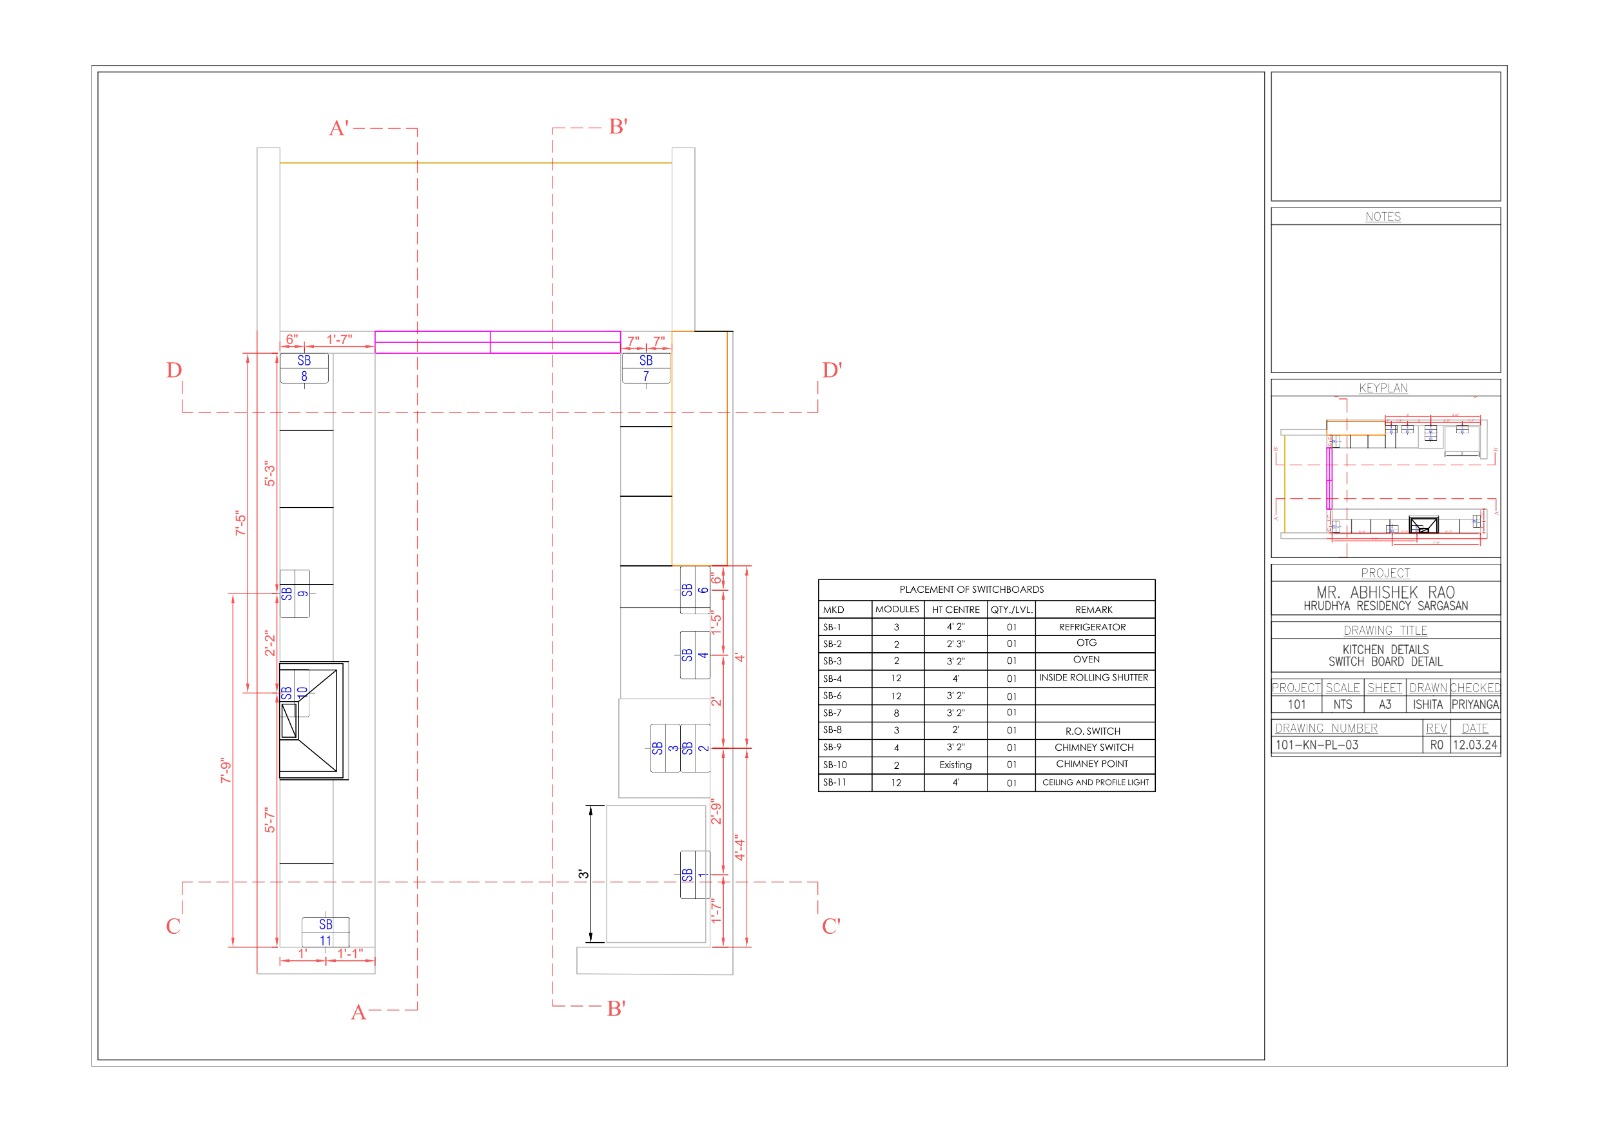 A'
B'
6"
1'-7"
7"
7"
SB
8
SB
7
D
D'
5'-3"
7'-5"
SB
9
SB
6
6"
1'-5"
SB
4
4'
2'-2"
SB
10
2'
SB
3
SB
2
7'-9"
5'-7"
2'-9"
4'-4"
3'
SB
1
1'-7"
C
C'
SB
11
1'
1'-1"
A
B'
PLACEMENT OF SWITCHBOARDS
MKD MODULES HT CENTRE QTY./LVL. REMARK
SB-1 3 4' 2" 01 REFRIGERATOR
SB-2 2 2' 3" 01 OTG
SB-3 2 3' 2" 01 OVEN
SB-4 12 4' 01 INSIDE ROLLING SHUTTER
SB-6 12 3' 2" 01
SB-7 8 3' 2" 01
SB-8 3 2' 01 R.O. SWITCH
SB-9 4 3' 2" 01 CHIMNEY SWITCH
SB-10 2 Existing 01 CHIMNEY POINT
SB-11 12 4' 01 CEILING AND PROFILE LIGHT
NOTES
KEYPLAN
PROJECT
MR. ABHISHEK RAO
HRUDHYA RESIDENCY SARGASAN
DRAWING TITLE
KITCHEN DETAILS
SWITCH BOARD DETAIL
PROJECT SCALE SHEET DRAWN CHECKED
101 NTS A3 ISHITA PRIYANGA
DRAWING NUMBER REV DATE
101-KN-PL-03 R0 12.03.24